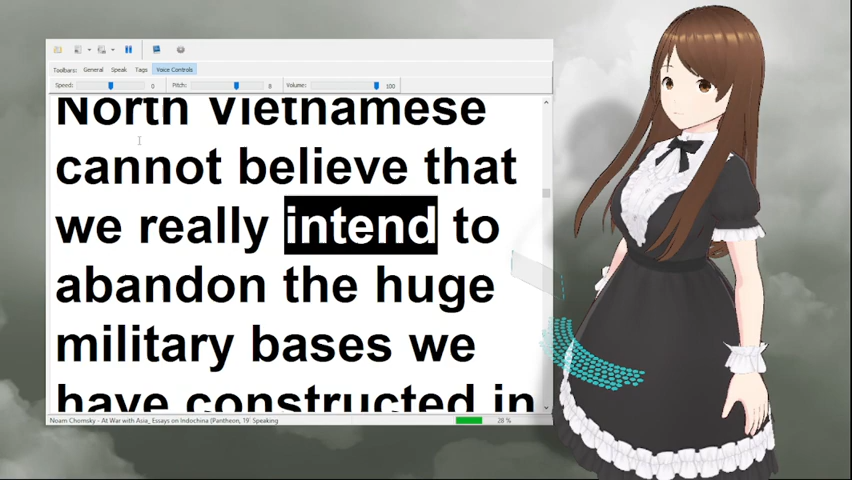 Toolbars: General Speak Tags Voice Controls
Speed: 0 Pitch: 8 Volume: 100
North Vietnamese
cannot believe that
we really intend to
abandon the huge
military bases we
have constructed in
Noam Chomsky - At War with Asia_ Essays on Indochina (Pantheon, 19 Speaking 28 %